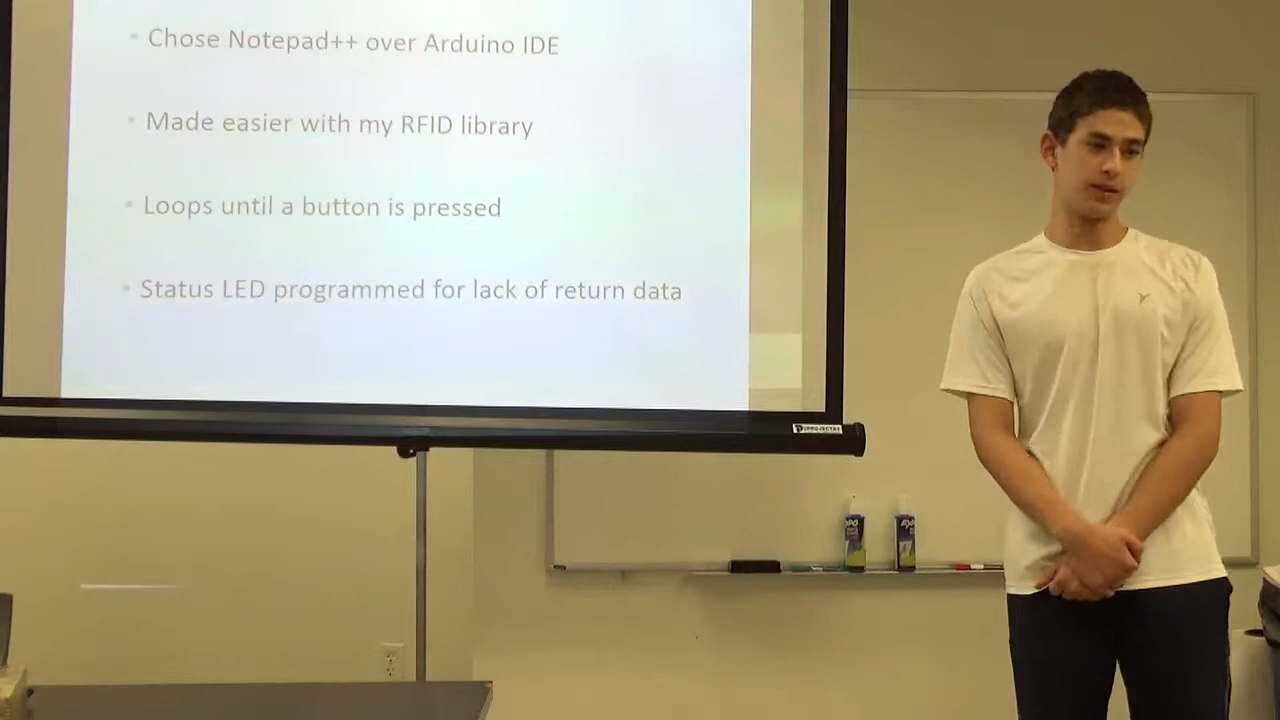 • Chose Notepad++ over Arduino IDE
• Made easier with my RFID library
• Loops until a button is pressed
• Status LED programmed for lack of return data